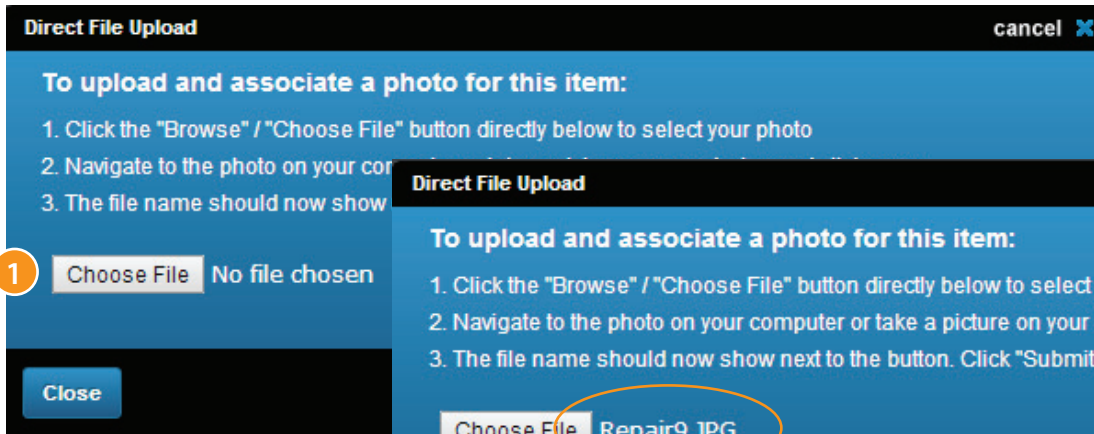 Direct File Upload cancel
To upload and associate a photo for this item:
1. Click the "Browse" / "Choose File" button directly below to select your photo
2. Navigate to the photo on your
3. The file name should now show
1 Choose File No file chosen
Close
Direct File Upload
To upload and associate a photo for this item:
1. Click the "Browse" / "Choose File" button directly below to select
2. Navigate to the photo on your computer or take a picture on your
3. The file name should now show next to the button. Click "Submit
Choose File Repair9.JPG